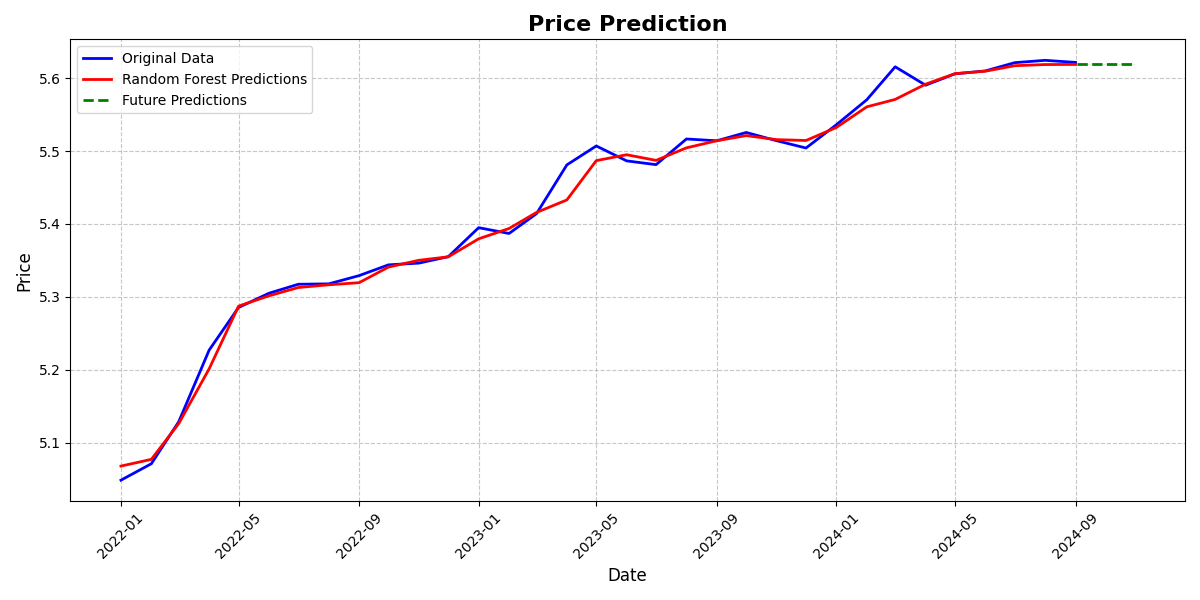 Price Prediction
Original Data
Random Forest Predictions
Future Predictions
Price
5.6
5.5
5.4
5.3
5.2
5.1
2022-01
2022-05
2022-09
2023-01
2023-05
2023-09
2024-01
2024-05
2024-09
Date